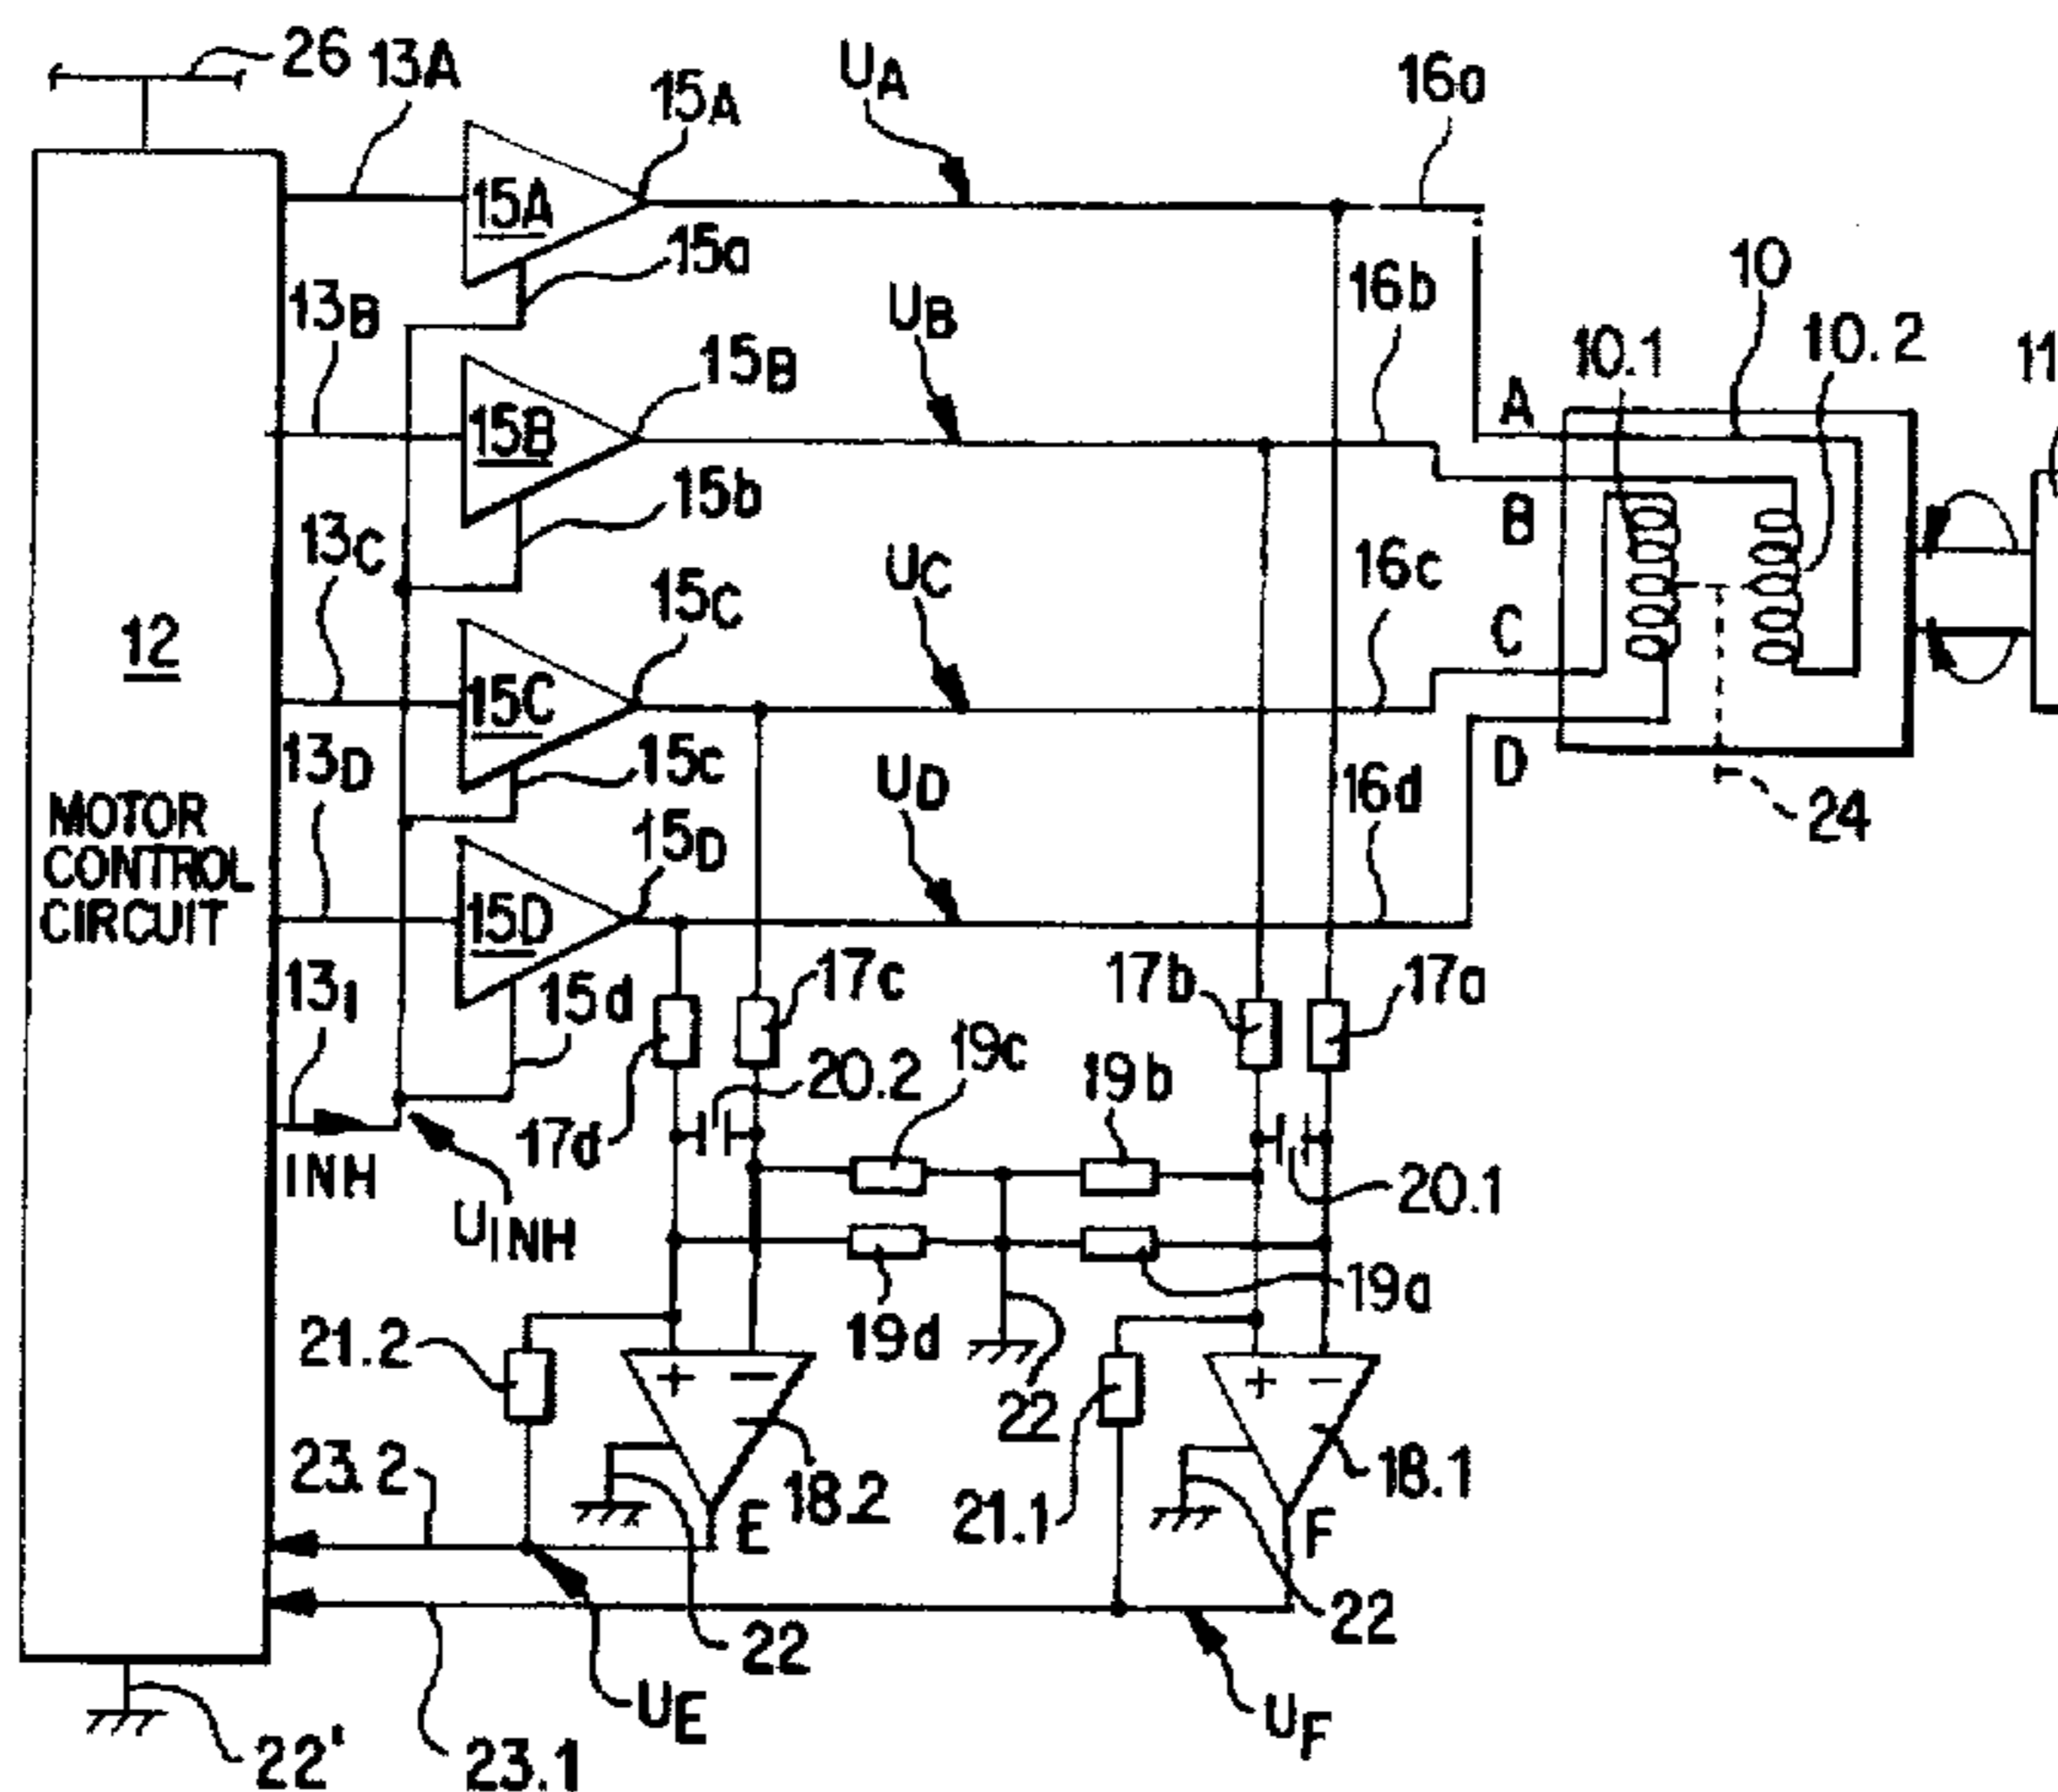 26
13A
15A
UA
16a
15A
15a
13B
UB
16b
10
15B
10.1
10.2
11
15B
A
15b
B
13C
15C
UC
16c
C
12
15C
13D
15c
UD
D
16d
24
MOTOR
CONTROL
CIRCUIT
15D
15D
13I
15d
17c
17b
17a
20.2
19c
19b
17d
INH
UINH
20.1
19a
21.2
19d
+ −
22
+ −
23.2
18.2
18.1
E
21.1
F
22
22
UE
UF
22'
23.1